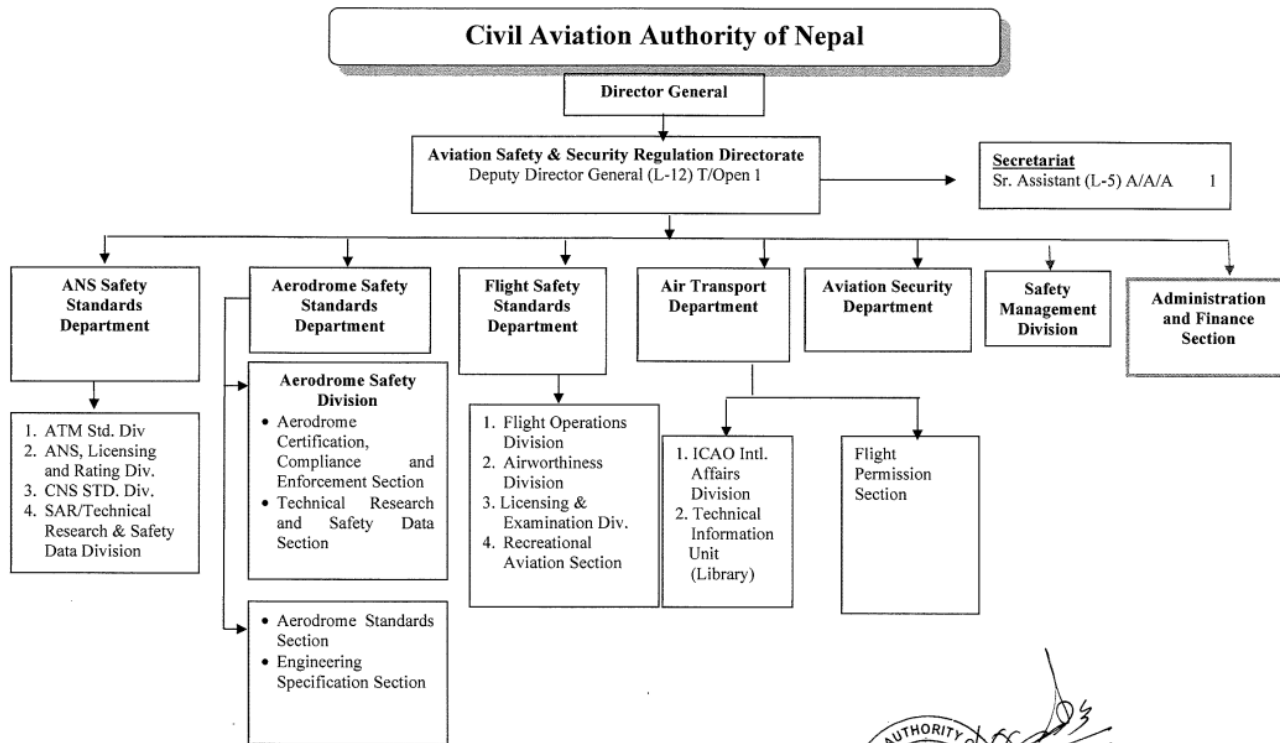 Civil Aviation Authority of Nepal
Director General
Aviation Safety & Security Regulation Directorate
Deputy Director General (L-12) T/Open 1
Secretariat
Sr. Assistant (L-5) A/A/A 1
ANS Safety
Standards
Department
Aerodrome Safety
Standards
Department
Flight Safety
Standards
Department
Air Transport
Department
Aviation Security
Department
Safety
Management
Division
Administration
and Finance
Section
1. ATM Std. Div
2. ANS, Licensing
and Rating Div.
3. CNS STD. Div.
4. SAR/Technical
Research & Safety
Data Division
Aerodrome Safety
Division
• Aerodrome
Certification,
Compliance and
Enforcement Section
• Technical Research
and Safety Data
Section
• Aerodrome Standards
Section
• Engineering
Specification Section
1. Flight Operations
Division
2. Airworthiness
Division
3. Licensing &
Examination Div.
4. Recreational
Aviation Section
1. ICAO Intl.
Affairs
Division
2. Technical
Information
Unit
(Library)
Flight
Permission
Section
AUTHORITY